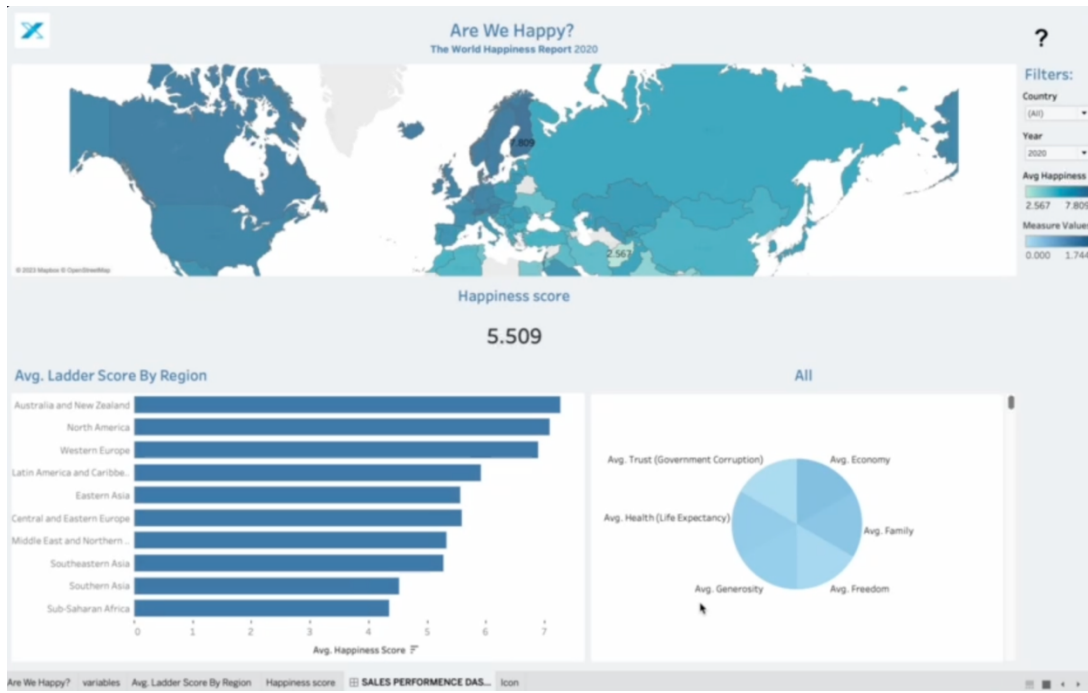 Are We Happy?
The World Happiness Report 2020
?
Filters:
Country
(All)
Year
2020
Avg Happiness
2.567 7.809
Measure Value
0.000 1.744
7.809
2.567
© 2023 Mapbox © OpenStreetMap
Happiness score
5.509
Avg. Ladder Score By Region
Australia and New Zealand
North America
Western Europe
Latin America and Caribbe..
Eastern Asia
Central and Eastern Europe
Middle East and Northern ..
Southeastern Asia
Southern Asia
Sub-Saharan Africa
0 1 2 3 4 5 6 7
Avg. Happiness Score
All
Avg. Trust (Government Corruption)
Avg. Economy
Avg. Health (Life Expectancy)
Avg. Family
Avg. Generosity
Avg. Freedom
Are We Happy? variables Avg. Ladder Score By Region Happiness score SALES PERFORMENCE DAS... Icon